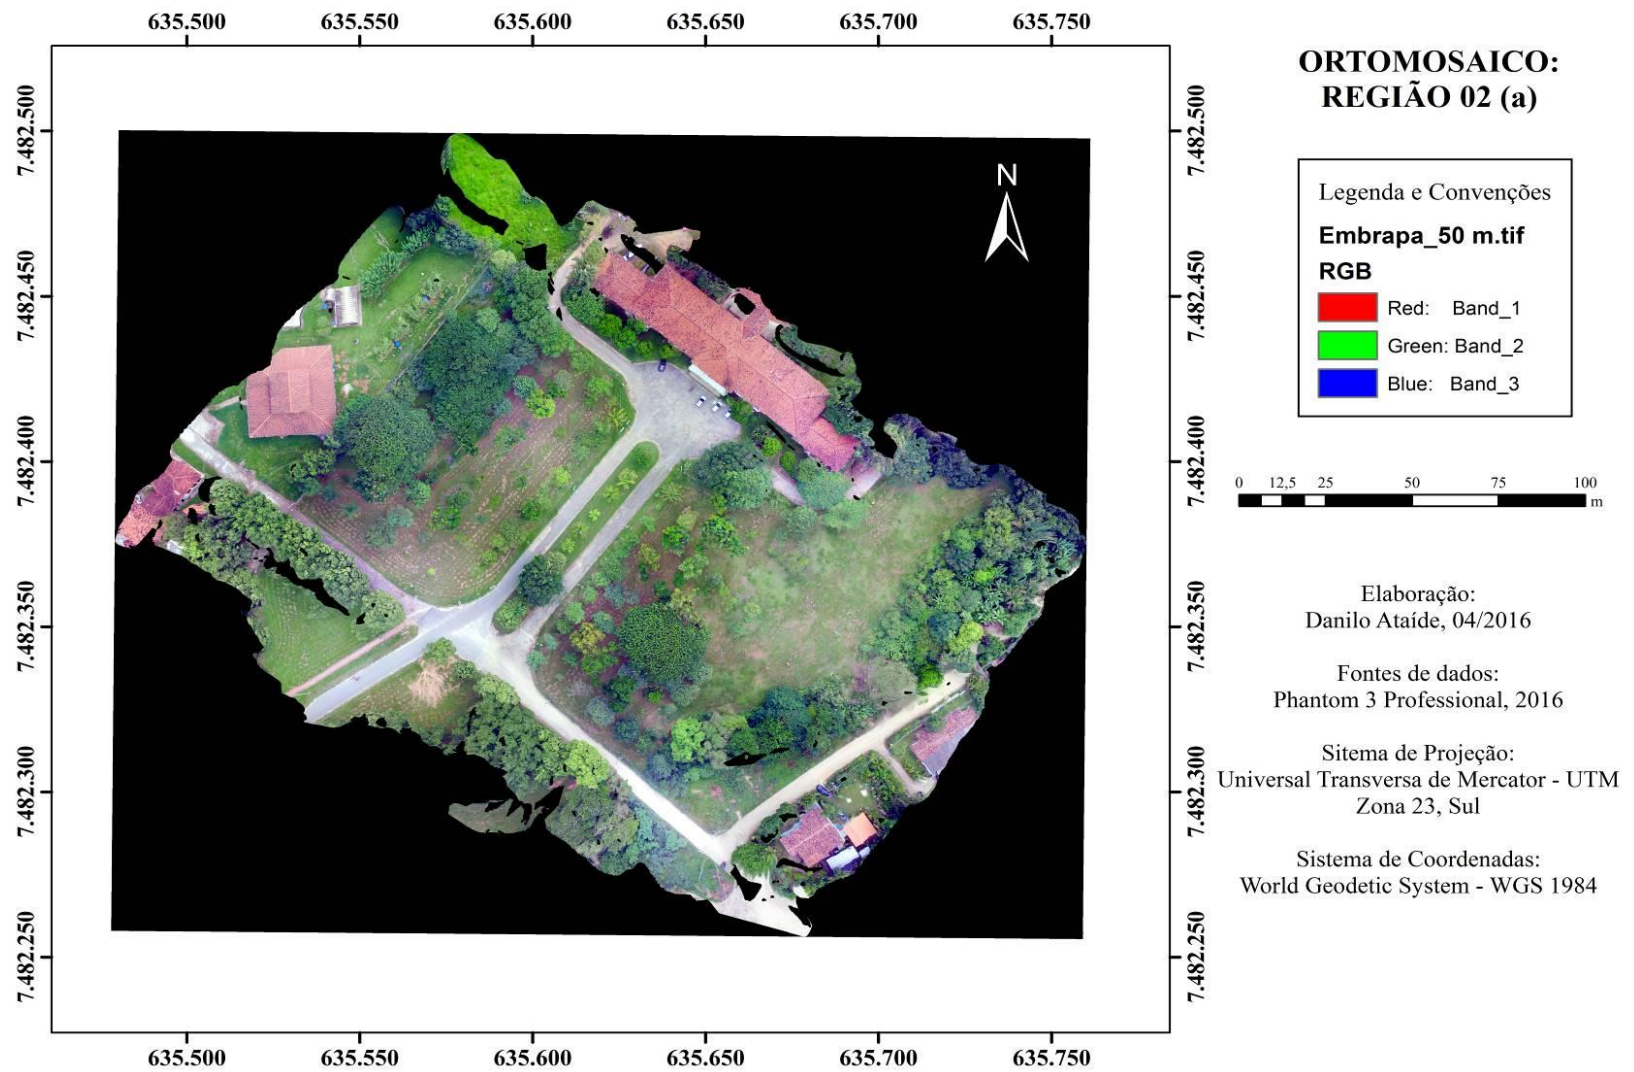 635.500 635.550 635.600 635.650 635.700 635.750
7.482.500 7.482.450 7.482.400 7.482.350 7.482.300 7.482.250
N
7.482.500 7.482.450 7.482.400 7.482.350 7.482.300 7.482.250
635.500 635.550 635.600 635.650 635.700 635.750
ORTOMOSAICO:
REGIÃO 02 (a)
Legenda e Convenções
Embrapa_50 m.tif
RGB
Red: Band_1
Green: Band_2
Blue: Band_3
0 12,5 25 50 75 100
m
Elaboração:
Danilo Ataíde, 04/2016
Fontes de dados:
Phantom 3 Professional, 2016
Sitema de Projeção:
Universal Transversa de Mercator - UTM
Zona 23, Sul
Sistema de Coordenadas:
World Geodetic System - WGS 1984